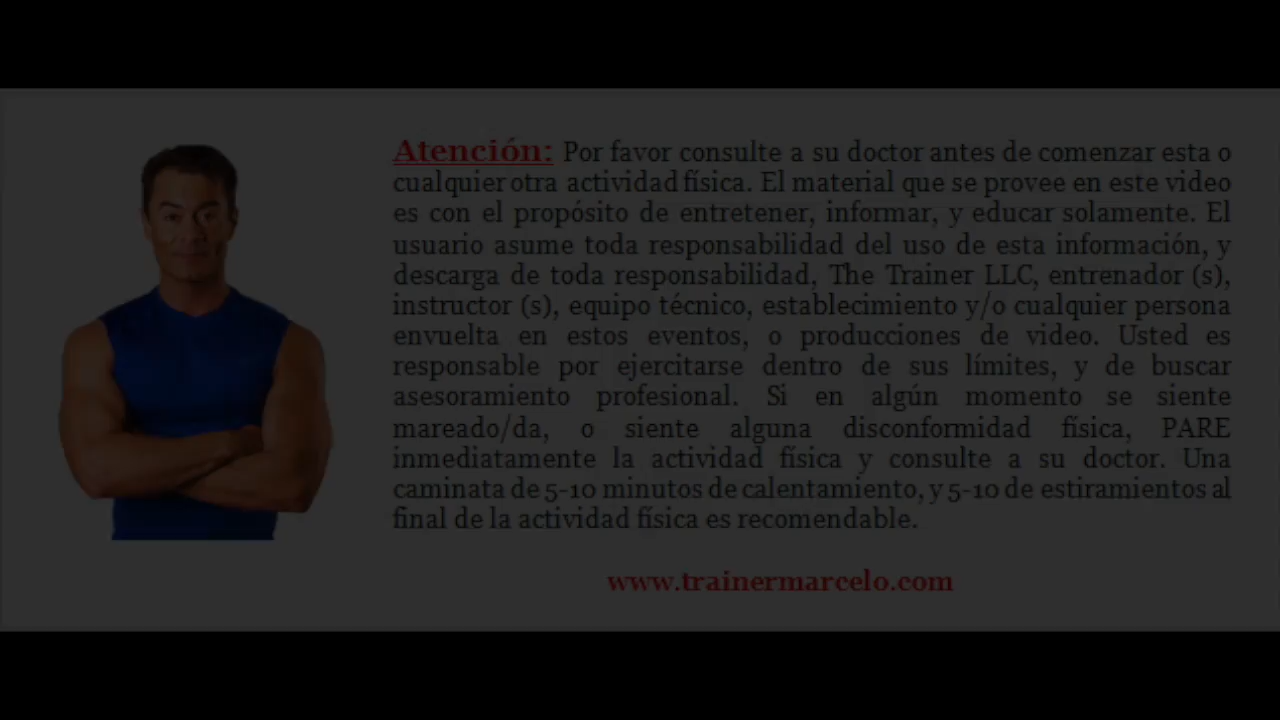 Atención: Por favor consulte a su doctor antes de comenzar esta o
cualquier otra actividad física. El material que se provee en este video
es con el propósito de entretener, informar, y educar solamente. El
usuario asume toda responsabilidad del uso de esta información, y
descarga de toda responsabilidad, The Trainer LLC, entrenador (s),
instructor (s), equipo técnico, establecimiento y/o cualquier persona
envuelta en estos eventos, o producciones de video. Usted es
responsable por ejercitarse dentro de sus límites, y de buscar
asesoramiento profesional. Si en algún momento se siente
mareado/da, o siente alguna disconformidad física, PARE
inmediatamente la actividad física y consulte a su doctor. Una
caminata de 5-10 minutos de calentamiento, y 5-10 de estiramientos al
final de la actividad física es recomendable.
www.trainermarcelo.com